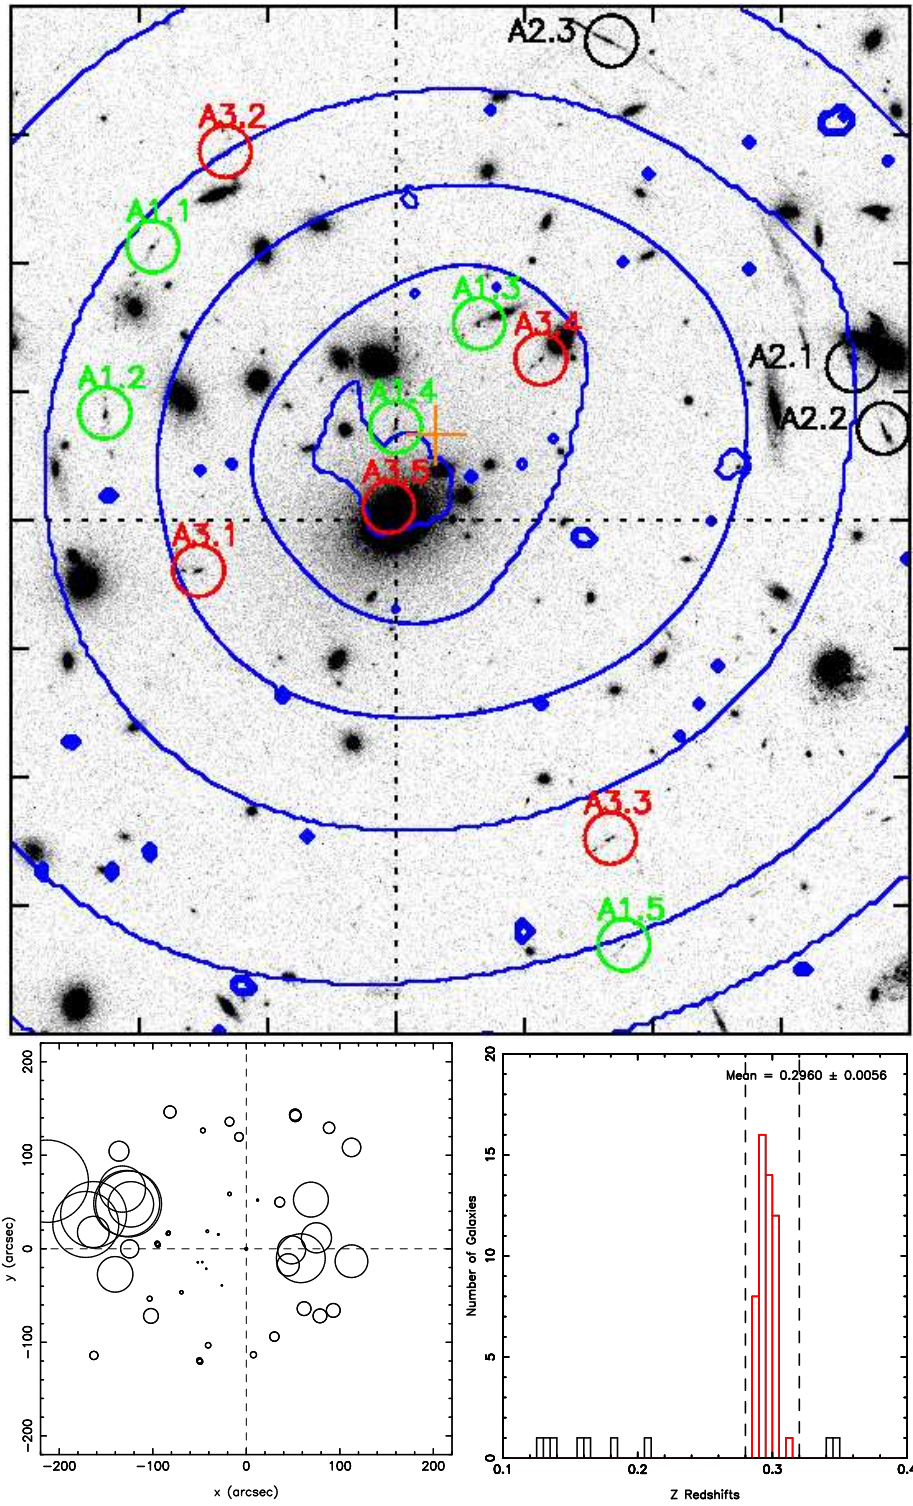 A2.3
A3.2
A1.1
A1.3
A3.4
A2.1
A1.2
A1.4
A2.2
A3.5
A3.1
A3.3
A1.5
200
100
0
−100
−200
y (arcsec)
−200 −100 0 100 200
x (arcsec)
Mean = 0.2960 ± 0.0056
20
15
10
5
0
Number of Galaxies
0.1 0.2 0.3 0.4
Z Redshifts